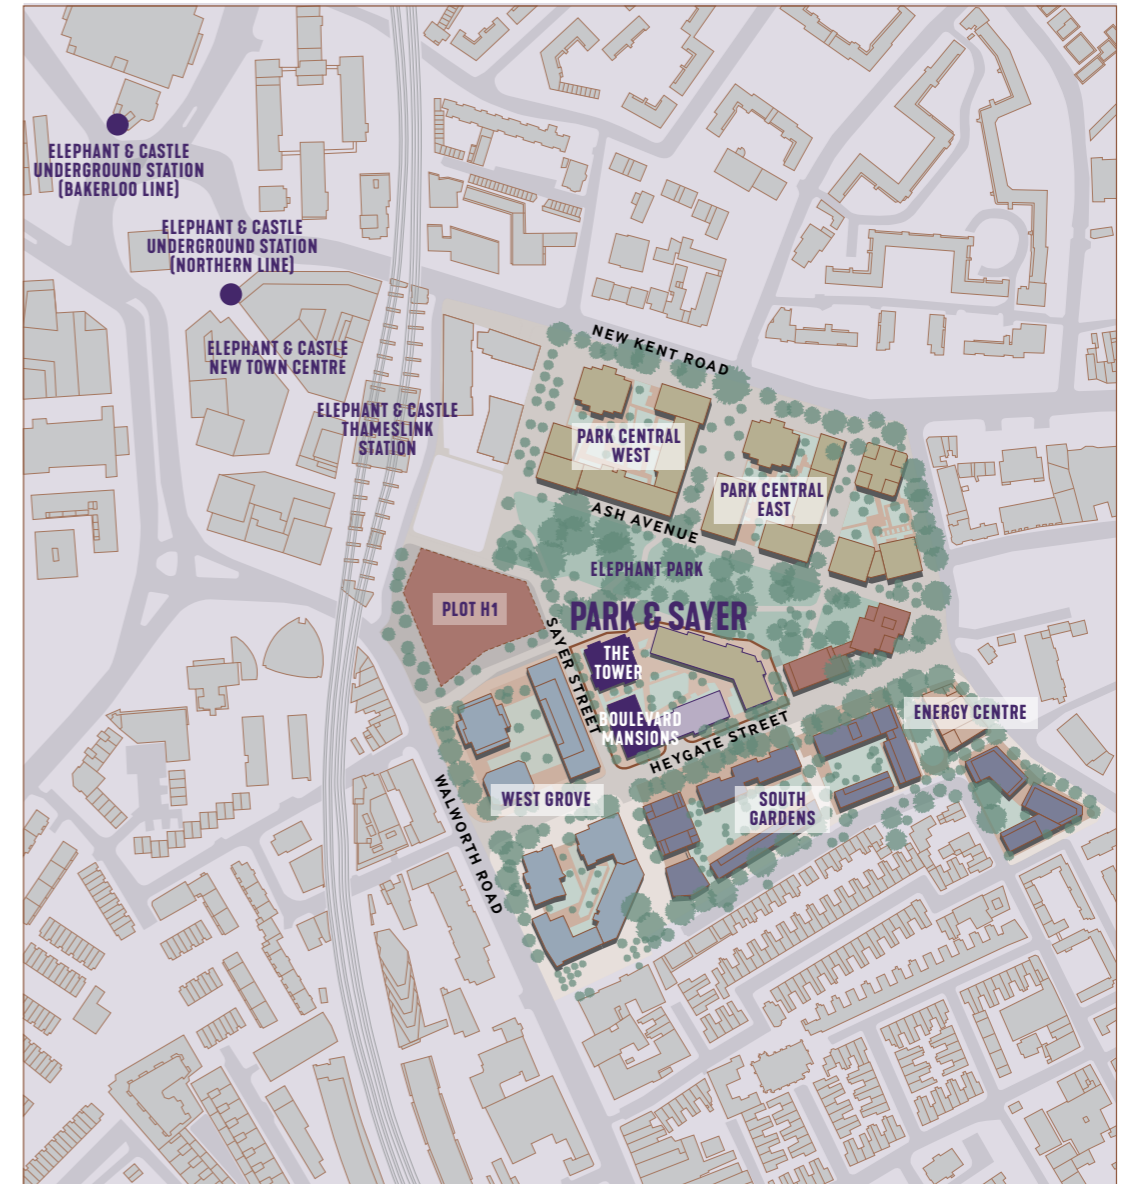 ELEPHANT & CASTLE
UNDERGROUND STATION
(BAKERLOO LINE)
ELEPHANT & CASTLE
UNDERGROUND STATION
(NORTHERN LINE)
ELEPHANT & CASTLE
NEW TOWN CENTRE
ELEPHANT & CASTLE
THAMESLINK
STATION
NEW KENT ROAD
PARK CENTRAL
WEST
PARK CENTRAL
EAST
ASH AVENUE
ELEPHANT PARK
PLOT H1
PARK & SAYER
SAYER STREET
THE
TOWER
BOULEVARD
MANSIONS
HEYGATE STREET
ENERGY CENTRE
WEST GROVE
SOUTH
GARDENS
WALWORTH ROAD